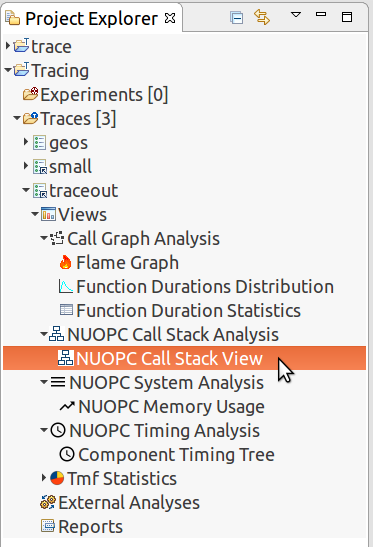 Project Explorer
trace
Tracing
Experiments [0]
Traces [3]
geos
small
traceout
Views
Call Graph Analysis
Flame Graph
Function Durations Distribution
Function Durations Statistics
NUOPC Call Stack Analysis
NUOPC Call Stack View
NUOPC System Analysis
NUOPC Memory Usage
NUOPC Timing Analysis
Component Timing Tree
Tmf Statistics
External Analyses
Reports